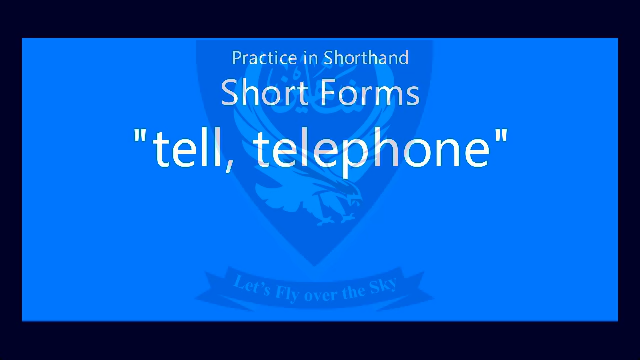 Practice in Shorthand
Short Forms
"tell, telephone"
Let's Fly over the Sky